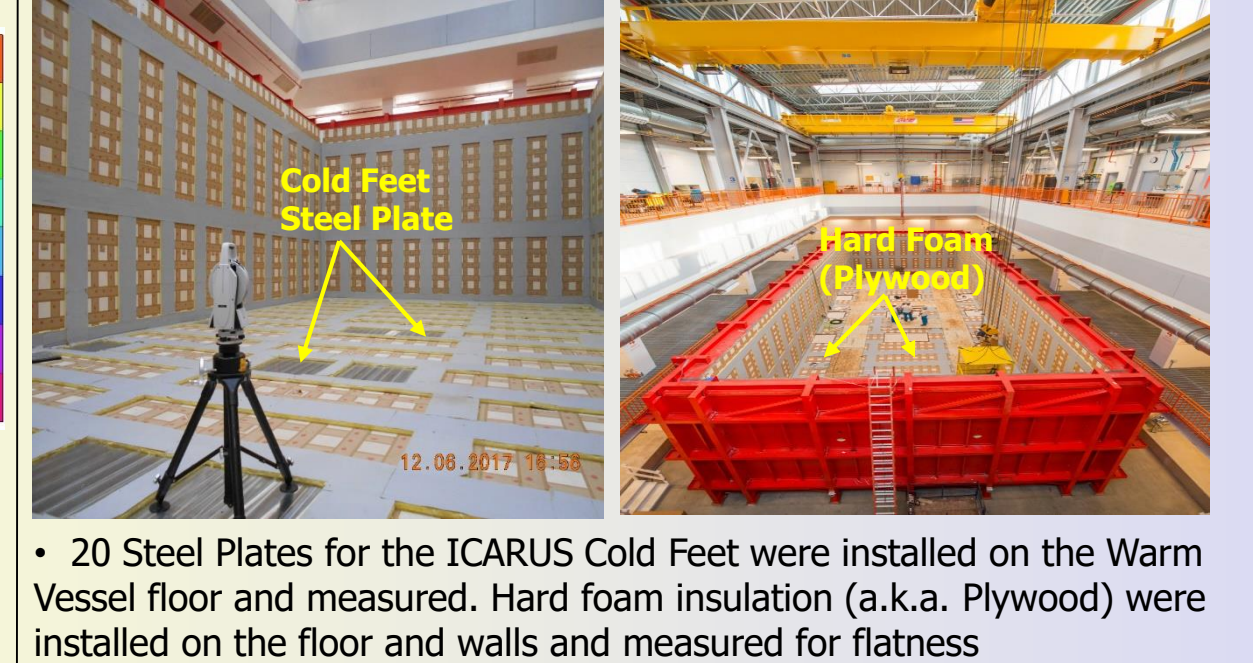 Cold Feet
Steel Plate
12.06.2017 16:58
Hard Foam
(Plywood)
• 20 Steel Plates for the ICARUS Cold Feet were installed on the Warm
Vessel floor and measured. Hard foam insulation (a.k.a. Plywood) were
installed on the floor and walls and measured for flatness